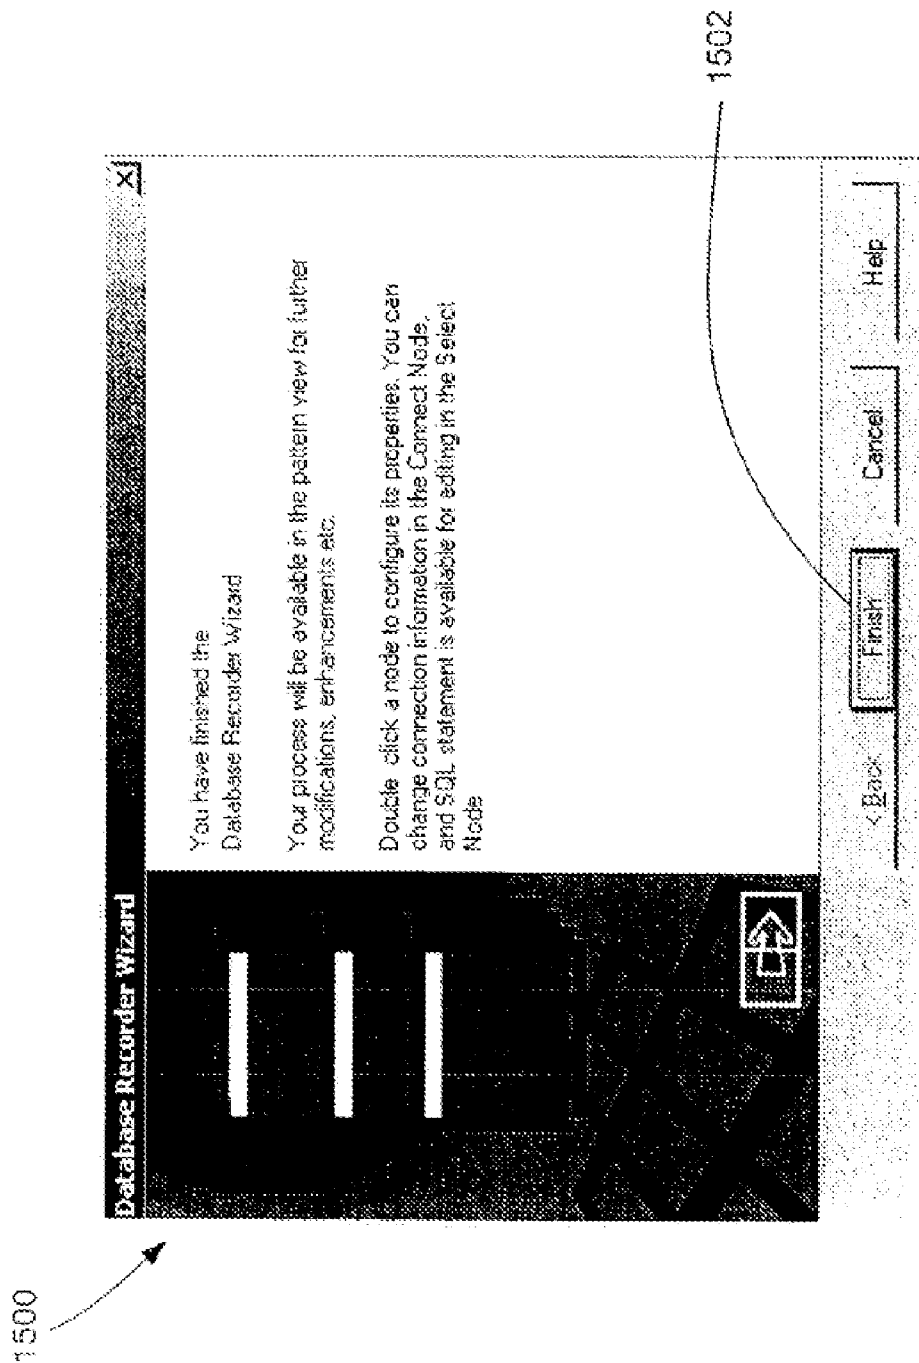 1500
Database Recorder Wizard
You have finished the
Database Recorder Wizard
Your process will be available in the pattern view for further
modifications, enhancements etc.
Double click a node to configure its properties. You can
change connection information in the Connect Node,
and SQL statement is available for editing in the Select
Node
< Back
Finish
Cancel
Help
1502